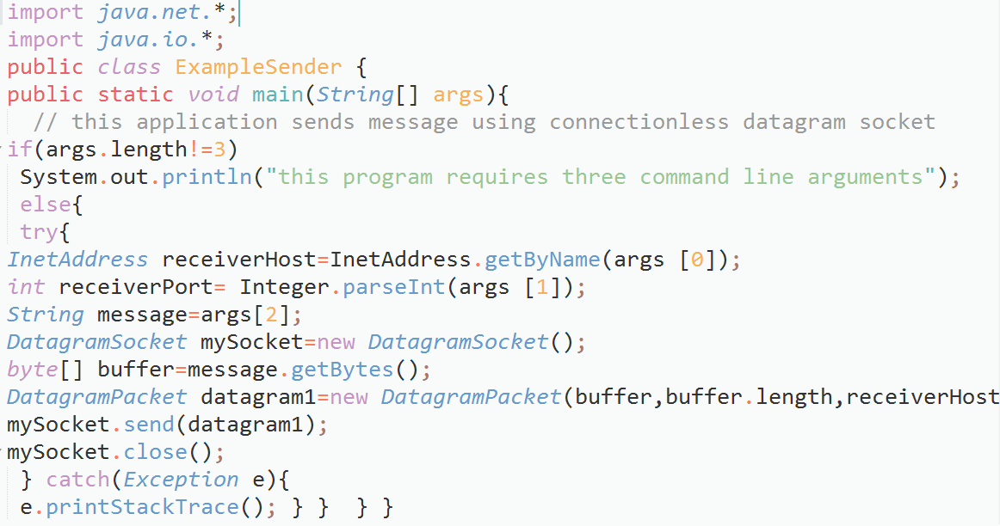 import java.net.*;
import java.io.*;
public class ExampleSender {
public static void main(String[] args){
// this application sends message using connectionless datagram socket
if(args.length!=3)
System.out.println("this program requires three command line arguments");
else{
try{
InetAddress receiverHost=InetAddress.getByName(args [0]);
int receiverPort= Integer.parseInt(args [1]);
String message=args[2];
DatagramSocket mySocket=new DatagramSocket();
byte[] buffer=message.getBytes();
DatagramPacket datagram1=new DatagramPacket(buffer,buffer.length,receiverHost
mySocket.send(datagram1);
mySocket.close();
} catch(Exception e){
e.printStackTrace(); } }  } }